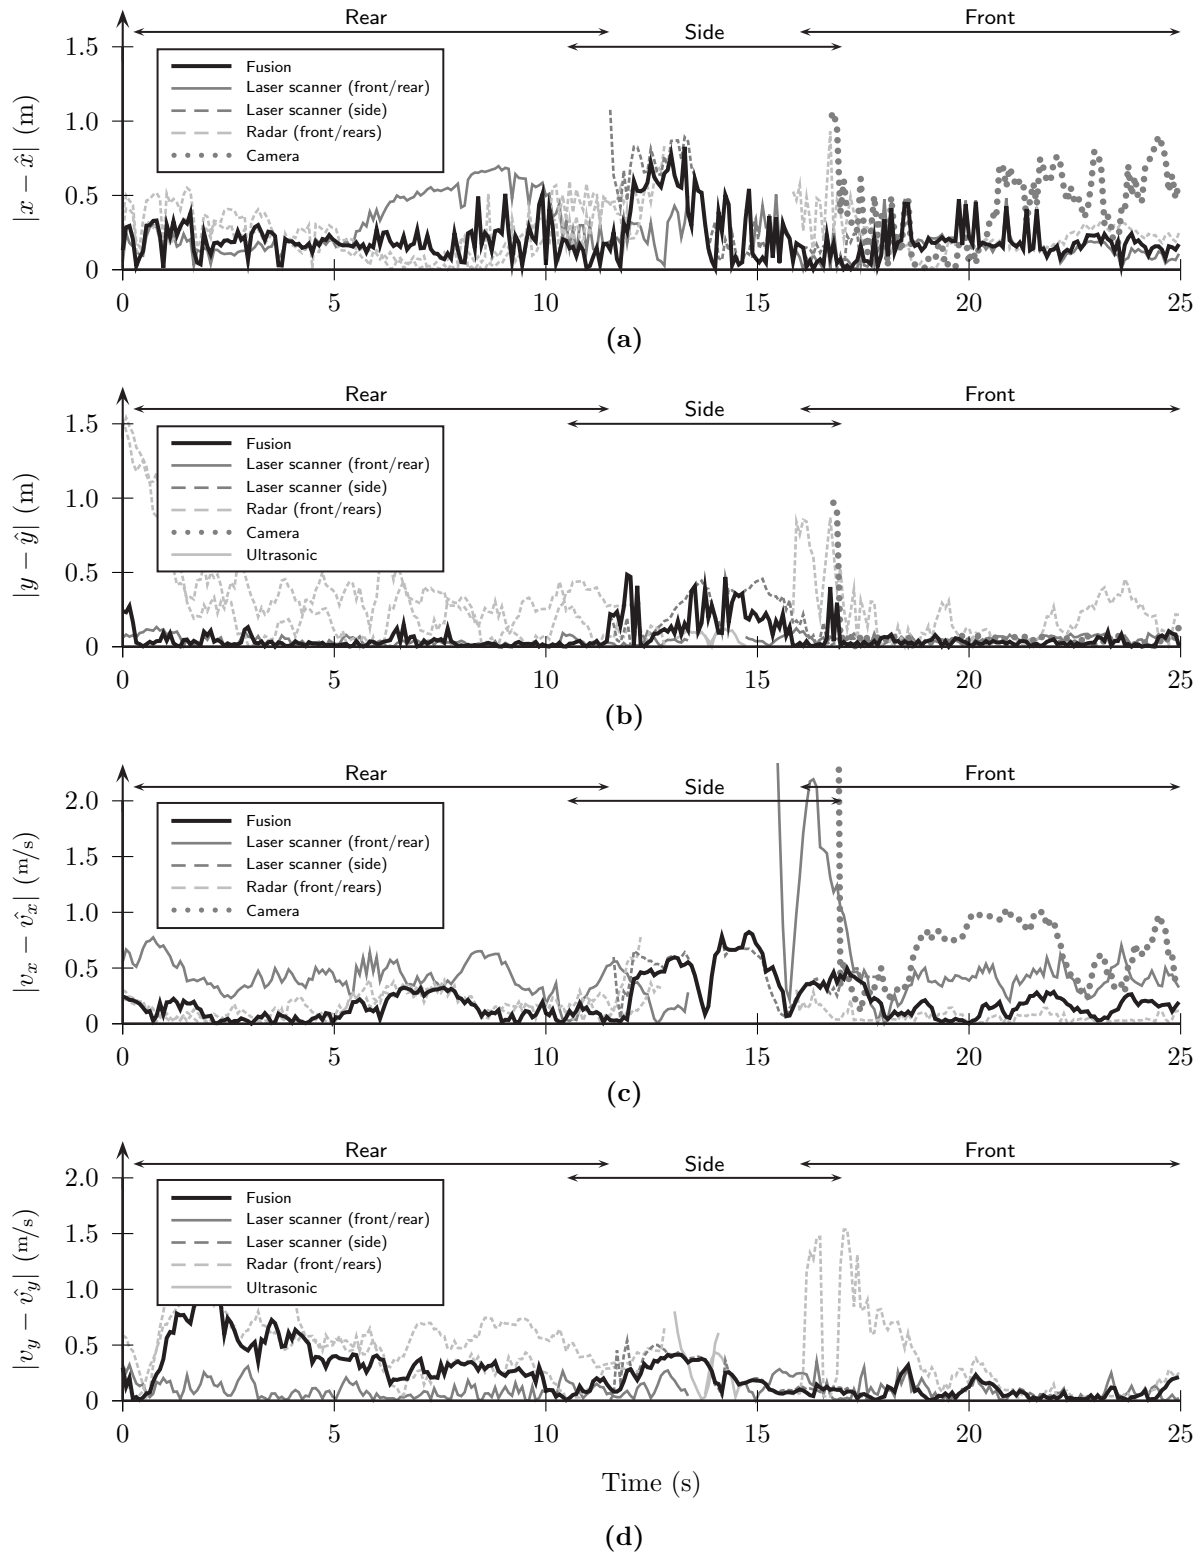 Rear
Side
Front
1.5
1.0
0.5
0
|x − x̂| (m)
Fusion
Laser scanner (front/rear)
Laser scanner (side)
Radar (front/rears)
Camera
0 5 10 15 20 25
(a)
Rear
Side
Front
1.5
1.0
0.5
0
|y − ŷ| (m)
Fusion
Laser scanner (front/rear)
Laser scanner (side)
Radar (front/rears)
Camera
Ultrasonic
0 5 10 15 20 25
(b)
Rear
Side
Front
2.0
1.5
1.0
0.5
0
|v_x − v̂_x| (m/s)
Fusion
Laser scanner (front/rear)
Laser scanner (side)
Radar (front/rears)
Camera
0 5 10 15 20 25
(c)
Rear
Side
Front
2.0
1.5
1.0
0.5
0
|v_y − v̂_y| (m/s)
Fusion
Laser scanner (front/rear)
Laser scanner (side)
Radar (front/rears)
Ultrasonic
0 5 10 15 20 25
Time (s)
(d)